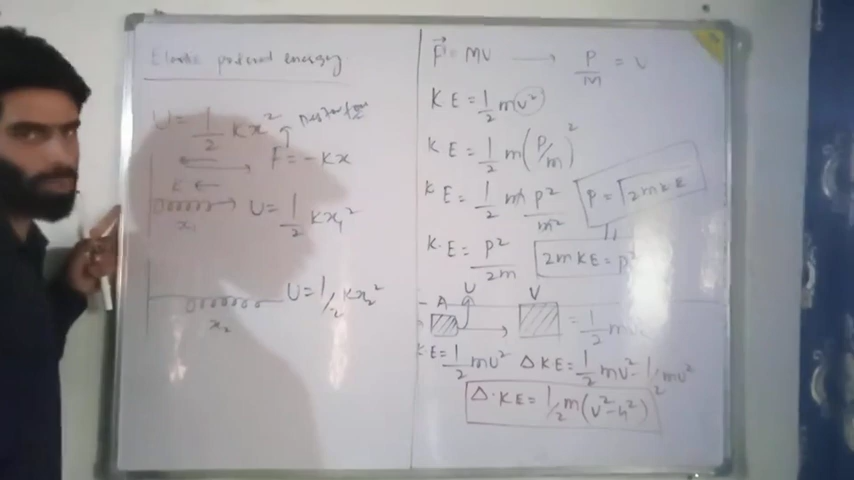 Elastic potential energy
U = 1/2 Kx²
F = -Kx
K
U = 1/2 Kx₁²
x₁
U = 1/2 Kx₂²
x₂
P = MV → P/M = V
KE = 1/2 mv²
KE = 1/2 m(P/m)²
KE = 1/2 m P²/m²
P = √2mKE
K.E = P²/2m
2mKE = P²
A U V
= 1/2 m
KE = 1/2 mU² ΔKE = 1/2 mv² - 1/2 mu²
Δ.KE = 1/2 m(v²-u²)